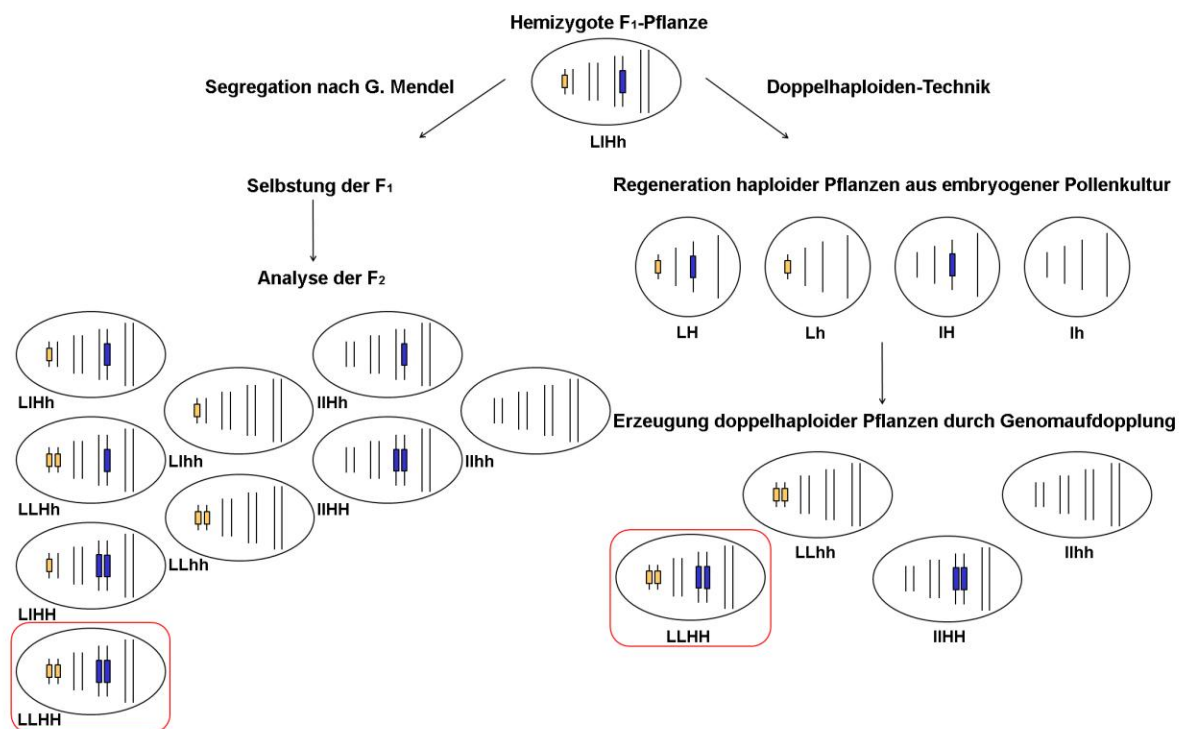 Hemizygote F₁-Pflanze
Segregation nach G. Mendel
Doppelhaploiden-Technik
LlHh
Selbstung der F₁
Analyse der F₂
LlHh
Llhh
LLHh
LLhh
LlHH
LLHH
llHh
llhh
llHH
Regeneration haploider Pflanzen aus embryogener Pollenkultur
LH
Lh
lH
lh
Erzeugung doppelhaploider Pflanzen durch Genomaufdopplung
LLhh
llhh
LLHH
llHH